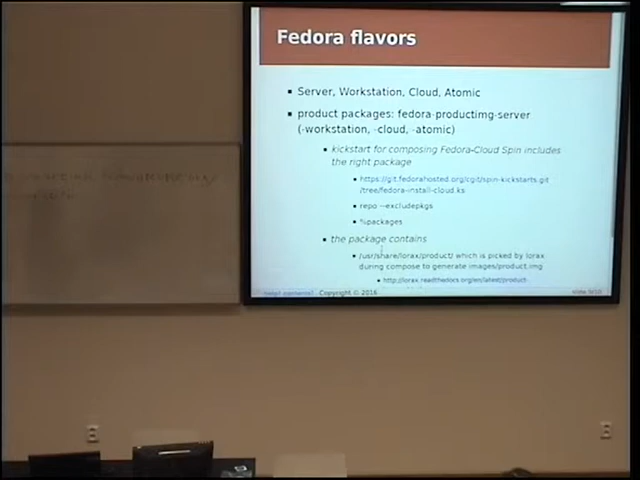 Fedora flavors
Server, Workstation, Cloud, Atomic
product packages: fedora-productimg-server
(-workstation, -cloud, -atomic)
kickstart for composing Fedora-Cloud Spin includes
the right package
https://git.fedorahosted.org/cgit/spin-kickstarts.git
/tree/fedora-install-cloud.ks
repo --excludepkgs
%packages
the package contains
/usr/share/lorax/product/ which is picked by lorax
during compose to generate images/product.img
http://lorax.readthedocs.org/en/latest/product
Copyright © 2016